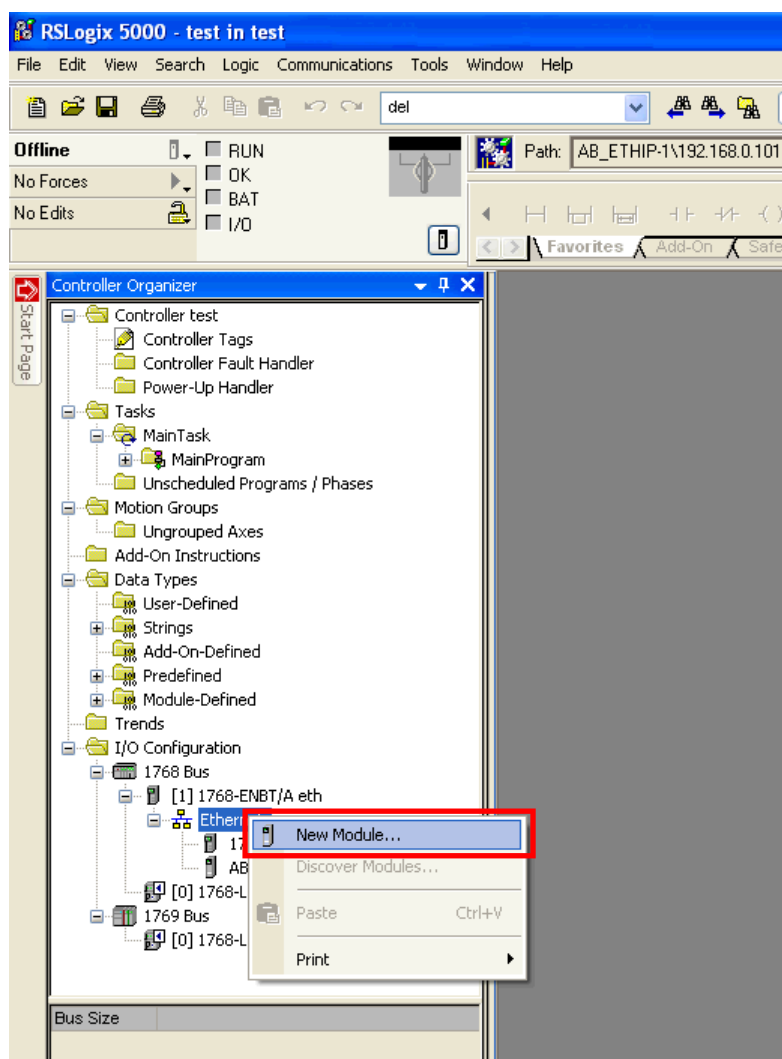 RSLogix 5000 - test in test
File Edit View Search Logic Communications Tools Window Help
del
Offline RUN
No Forces OK
No Edits BAT
I/O
Path: AB_ETHIP-1\192.168.0.101
Favorites Add-On Safe
Start Page
Controller Organizer
Controller test
Controller Tags
Controller Fault Handler
Power-Up Handler
Tasks
MainTask
MainProgram
Unscheduled Programs / Phases
Motion Groups
Ungrouped Axes
Add-On Instructions
Data Types
User-Defined
Strings
Add-On-Defined
Predefined
Module-Defined
Trends
I/O Configuration
1768 Bus
[1] 1768-ENBT/A eth
Ethern
17
AB
[0] 1768-L
1769 Bus
[0] 1768-L
New Module...
Discover Modules...
Paste Ctrl+V
Print
Bus Size